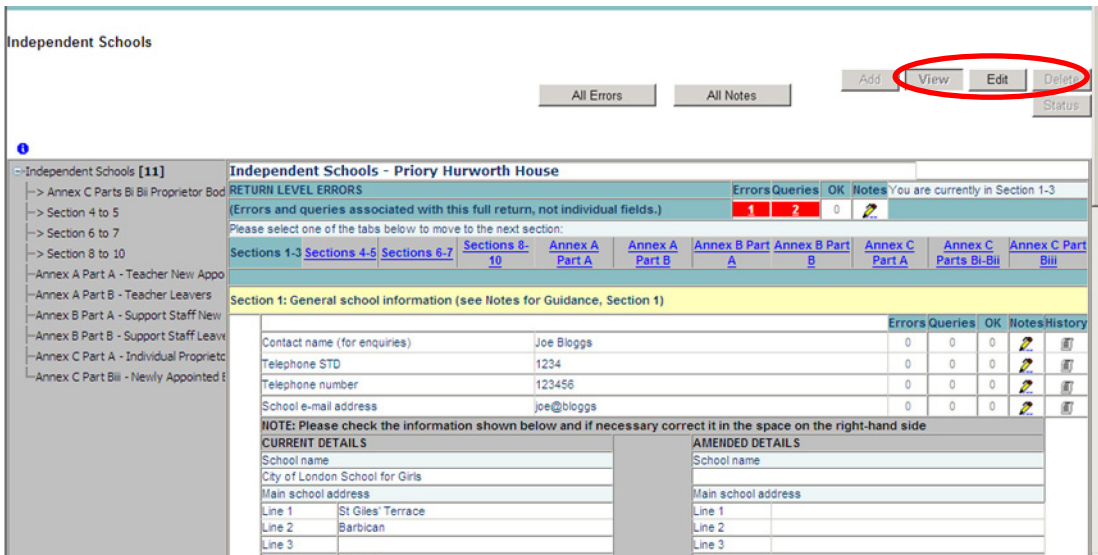 Independent Schools
Add View Edit Delete
All Errors All Notes
Status
Independent Schools [11]
--> Annex C Parts Bi Bii Proprietor Bod
--> Section 4 to 5
--> Section 6 to 7
--> Section 8 to 10
Annex A Part A - Teacher New Appo
Annex A Part B - Teacher Leavers
Annex B Part A - Support Staff New
Annex B Part B - Support Staff Leave
Annex C Part A - Individual Proprietc
Annex C Part Biii - Newly Appointed E
Independent Schools - Priory Hurworth House
RETURN LEVEL ERRORS Errors Queries OK Notes You are currently in Section 1-3
(Errors and queries associated with this full return, not individual fields.) 1 2 0
Please select one of the tabs below to move to the next section:
Sections 1-3 Sections 4-5 Sections 6-7 Sections 8-10 Annex A Part A Annex A Part B Annex B Part A Annex B Part B Annex C Part A Annex C Parts Bi-Bii Annex C Part Biii
Section 1: General school information (see Notes for Guidance, Section 1)
Errors Queries OK Notes History
Contact name (for enquiries) Joe Bloggs 0 0 0
Telephone STD 1234 0 0 0
Telephone number 123456 0 0 0
School e-mail address joe@bloggs 0 0 0
NOTE: Please check the information shown below and if necessary correct it in the space on the right-hand side
CURRENT DETAILS AMENDED DETAILS
School name School name
City of London School for Girls
Main school address Main school address
Line 1 St Giles' Terrace Line 1
Line 2 Barbican Line 2
Line 3 Line 3